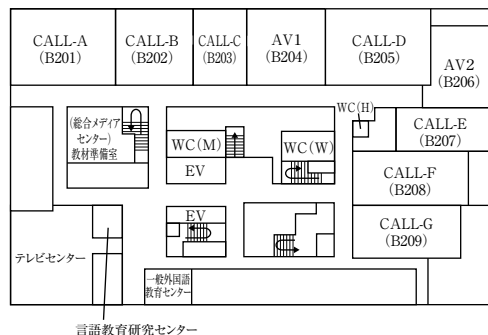 CALL-A
(B201)
CALL-B
(B202)
CALL-C
(B203)
AV1
(B204)
CALL-D
(B205)
AV2
(B206)
WC(H)
(総合メディア
センター)
教材準備室
WC(M)
EV
WC(W)
CALL-E
(B207)
CALL-F
(B208)
CALL-G
(B209)
EV
テレビセンター
一般外国語
教育センター
言語教育研究センター